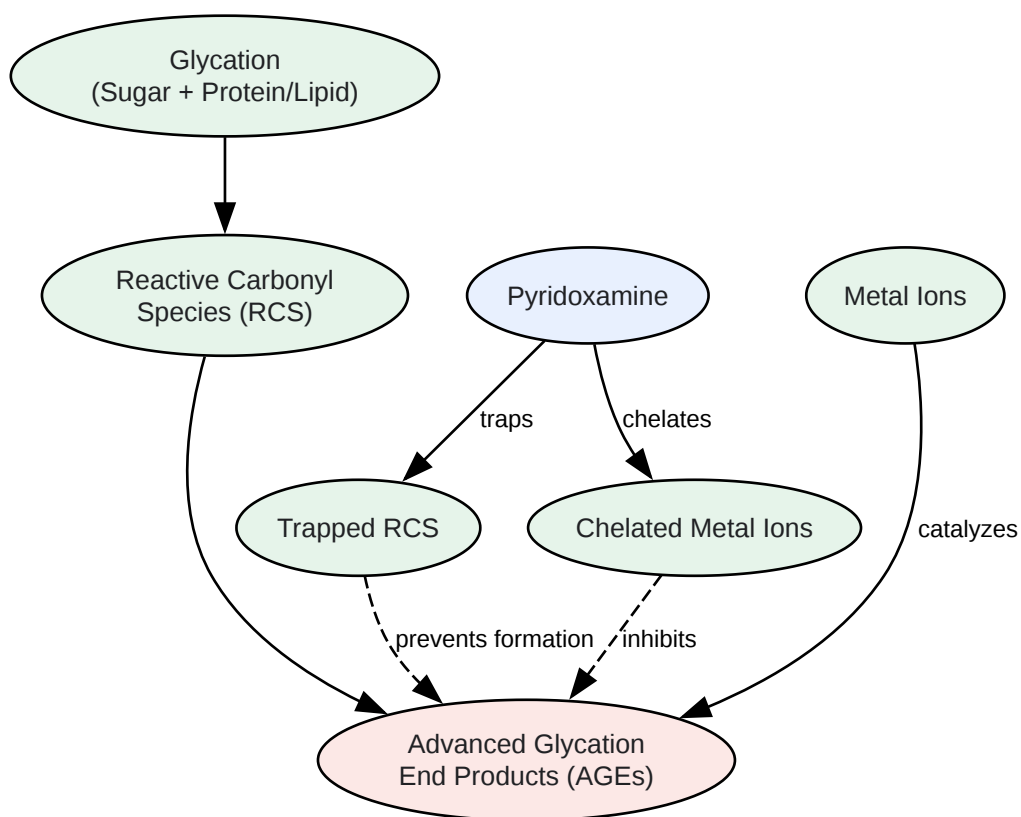 Glycation
(Sugar + Protein/Lipid)
Reactive Carbonyl
Species (RCS)
Pyridoxamine
Metal Ions
traps
chelates
Trapped RCS
Chelated Metal Ions
catalyzes
prevents formation
inhibits
Advanced Glycation
End Products (AGEs)